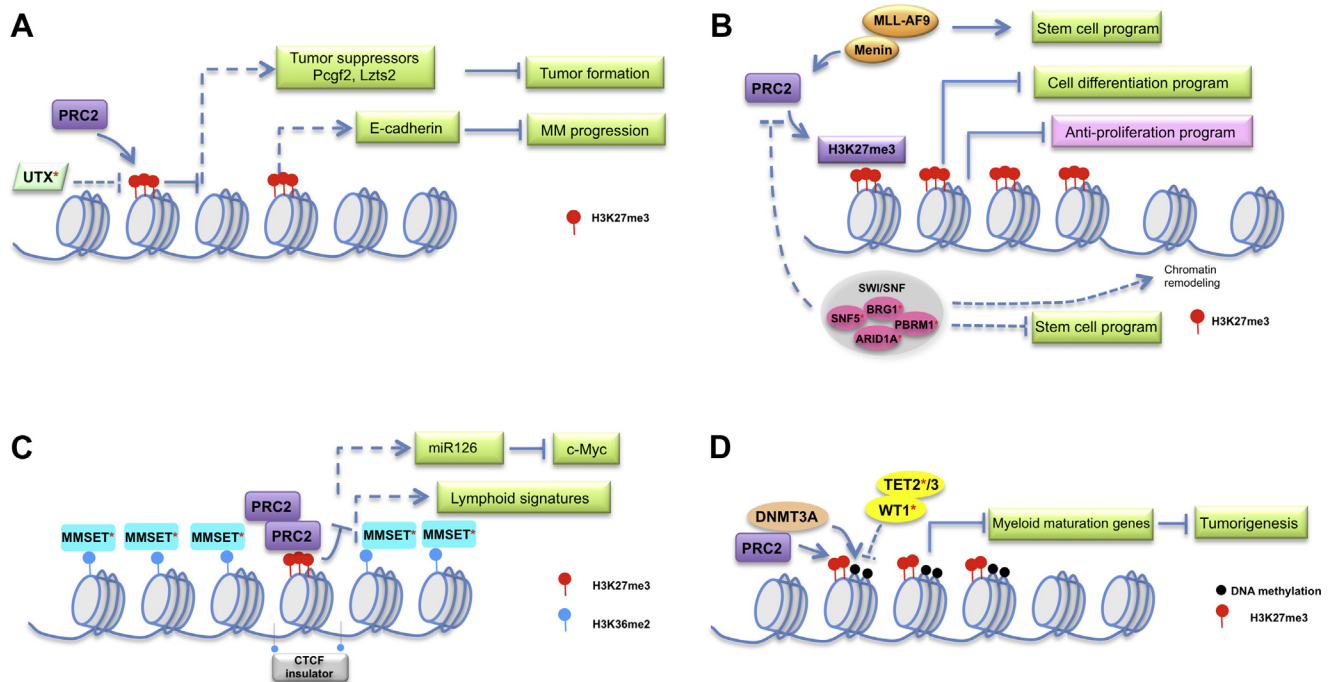 A
Tumor suppressors
Pcgf2, Lzts2
Tumor formation
PRC2
E-cadherin
MM progression
UTX*
H3K27me3
B
MLL-AF9
Stem cell program
Menin
PRC2
Cell differentiation program
Anti-proliferation program
H3K27me3
Chromatin
remodeling
SWI/SNF
BRG1*
SNF5*
PBRM1*
ARID1A*
Stem cell program
H3K27me3
C
miR126
c-Myc
Lymphoid signatures
PRC2
PRC2
MMSET*
MMSET*
MMSET*
MMSET*
MMSET*
H3K27me3
H3K36me2
CTCF
insulator
D
TET2*/3
WT1*
DNMT3A
PRC2
Myeloid maturation genes
Tumorigenesis
DNA methylation
H3K27me3